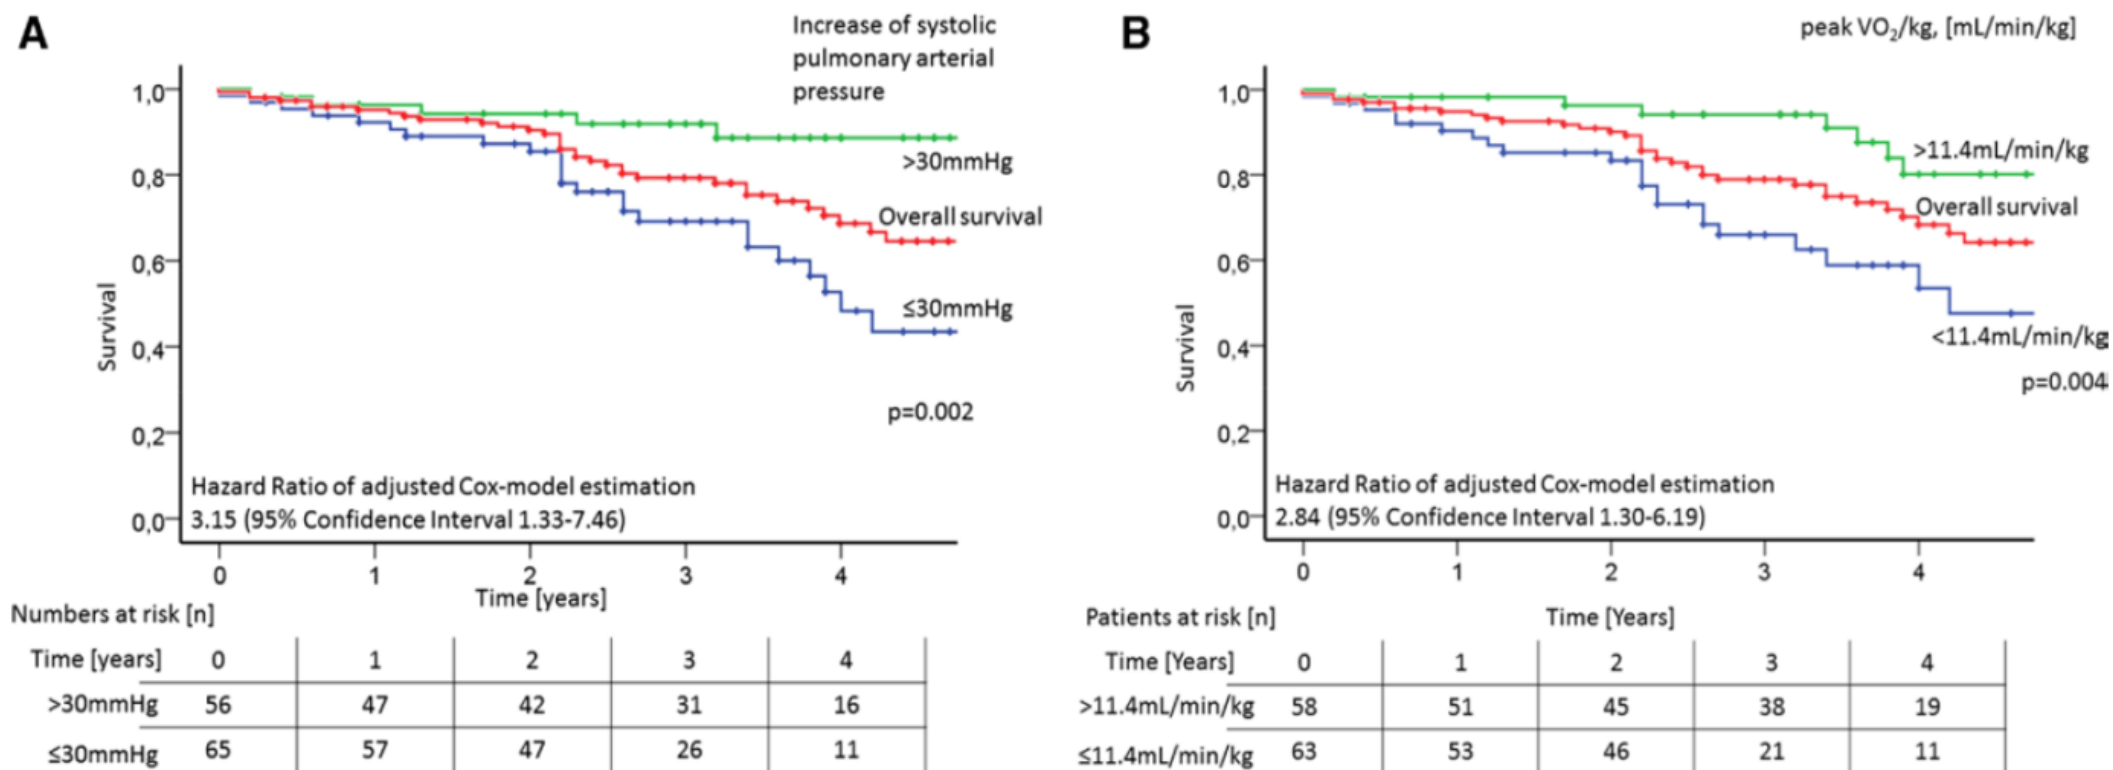 A
Increase of systolic
pulmonary arterial
pressure
1,0
0,8
0,6
0,4
0,2
0,0
Survival
>30mmHg
Overall survival
≤30mmHg
p=0.002
Hazard Ratio of adjusted Cox-model estimation
3.15 (95% Confidence Interval 1.33-7.46)
0 1 2 3 4
Time [years]
Numbers at risk [n]
Time [years] 0 1 2 3 4
>30mmHg 56 47 42 31 16
≤30mmHg 65 57 47 26 11
B
peak VO₂/kg, [mL/min/kg]
1,0
0,8
0,6
0,4
0,2
0,0
Survival
>11.4mL/min/kg
Overall survival
<11.4mL/min/kg
p=0.004
Hazard Ratio of adjusted Cox-model estimation
2.84 (95% Confidence Interval 1.30-6.19)
0 1 2 3 4
Time [Years]
Patients at risk [n]
Time [Years] 0 1 2 3 4
>11.4mL/min/kg 58 51 45 38 19
≤11.4mL/min/kg 63 53 46 21 11